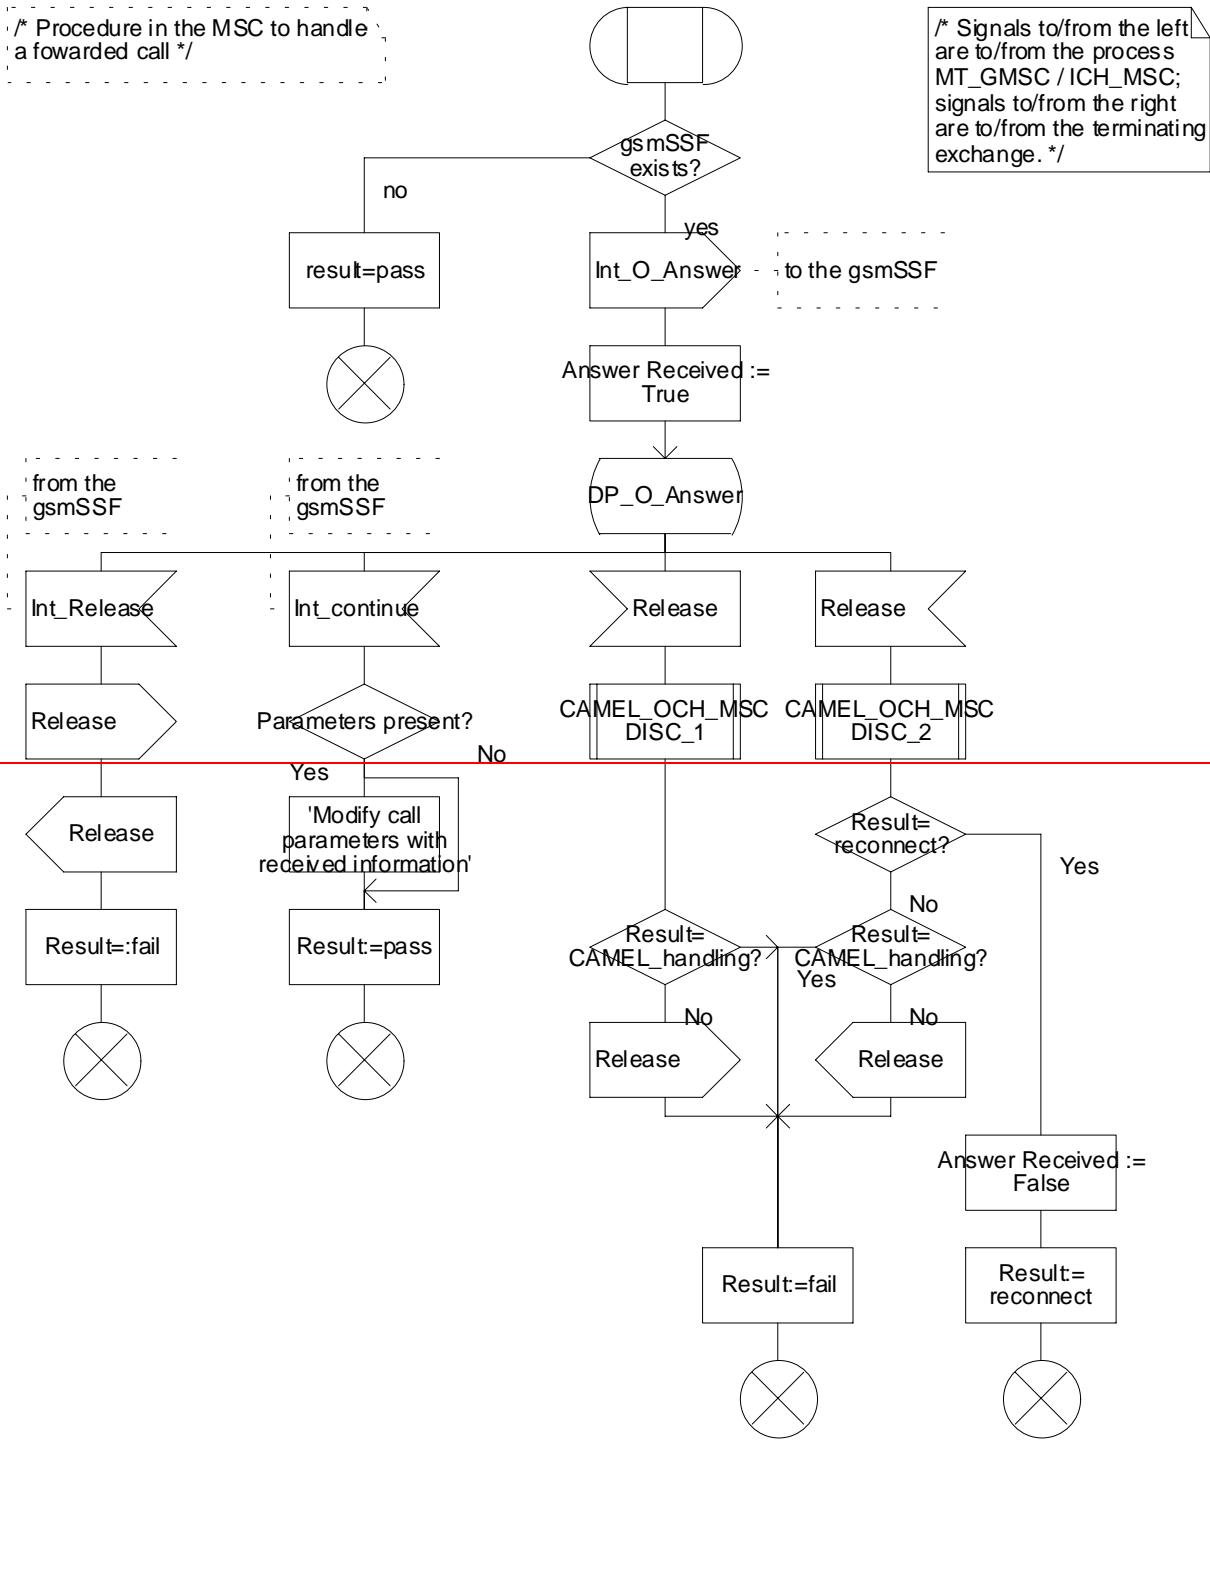 /* Procedure in the MSC to handle
a fowarded call */
/* Signals to/from the left
are to/from the process
MT_GMSC / ICH_MSC;
signals to/from the right
are to/from the terminating
exchange. */
gsmSSF
exists?
no
yes
result=pass
Int_O_Answer
to the gsmSSF
Answer Received :=
True
from the
gsmSSF
from the
gsmSSF
DP_O_Answer
Int_Release
Int_continue
Release
Release
Release
Parameters present?
CAMEL_OCH_MSC
DISC_1
CAMEL_OCH_MSC
DISC_2
No
Yes
Release
'Modify call
parameters with
received information'
Result=
reconnect?
Yes
No
Result=:fail
Result:=pass
Result=
CAMEL_handling?
Result=
CAMEL_handling?
Yes
No
No
Release
Release
Answer Received :=
False
Result:=fail
Result:=
reconnect